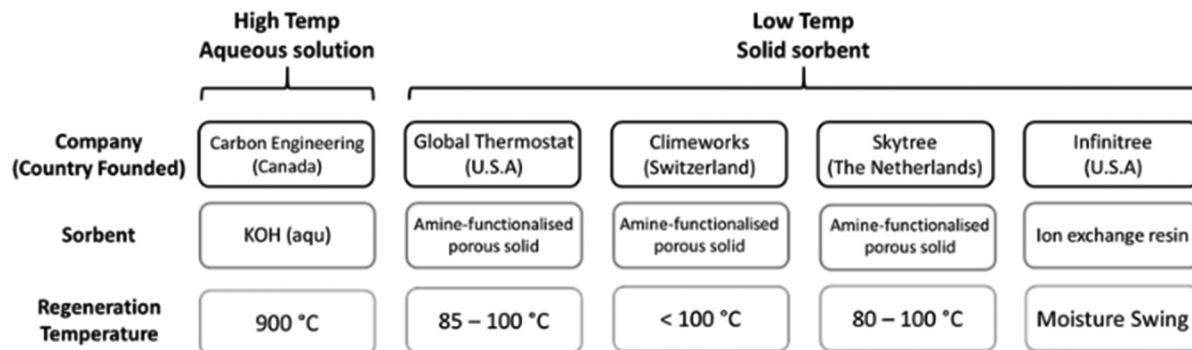 High Temp
Aqueous solution
Low Temp
Solid sorbent
Company
(Country Founded)
Carbon Engineering
(Canada)
Global Thermostat
(U.S.A)
Climeworks
(Switzerland)
Skytree
(The Netherlands)
Infinitree
(U.S.A)
Sorbent
KOH (aqu)
Amine-functionalised
porous solid
Amine-functionalised
porous solid
Amine-functionalised
porous solid
Ion exchange resin
Regeneration
Temperature
900 °C
85 – 100 °C
< 100 °C
80 – 100 °C
Moisture Swing